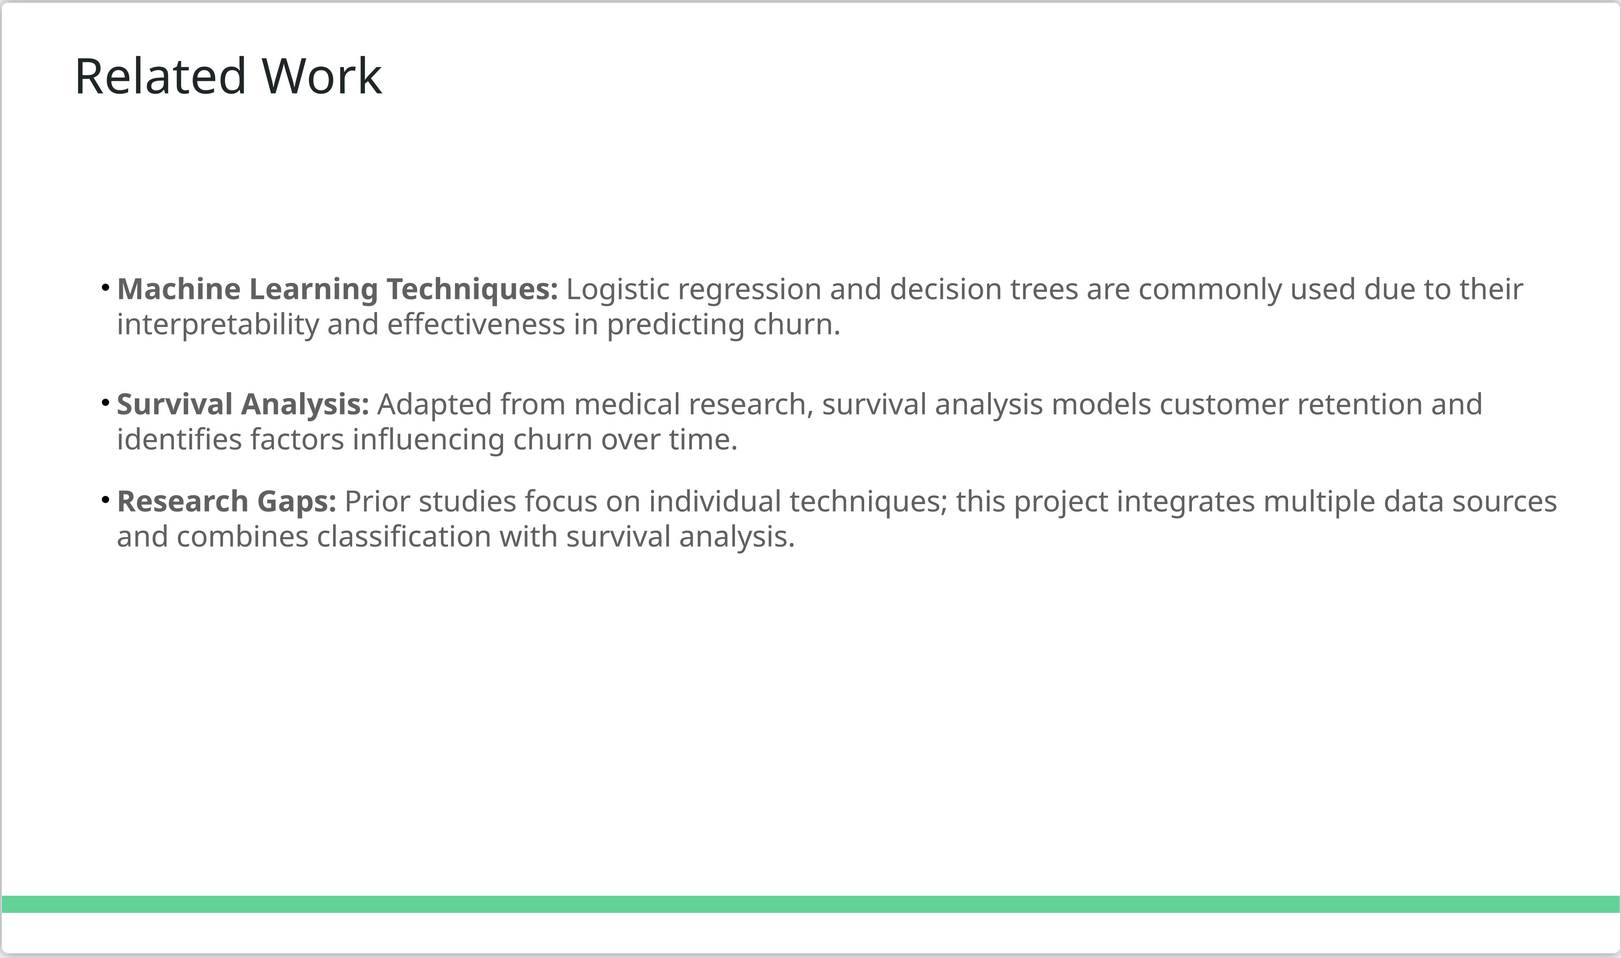 Related Work
• Machine Learning Techniques: Logistic regression and decision trees are commonly used due to their
interpretability and effectiveness in predicting churn.
• Survival Analysis: Adapted from medical research, survival analysis models customer retention and
identifies factors influencing churn over time.
• Research Gaps: Prior studies focus on individual techniques; this project integrates multiple data sources
and combines classification with survival analysis.